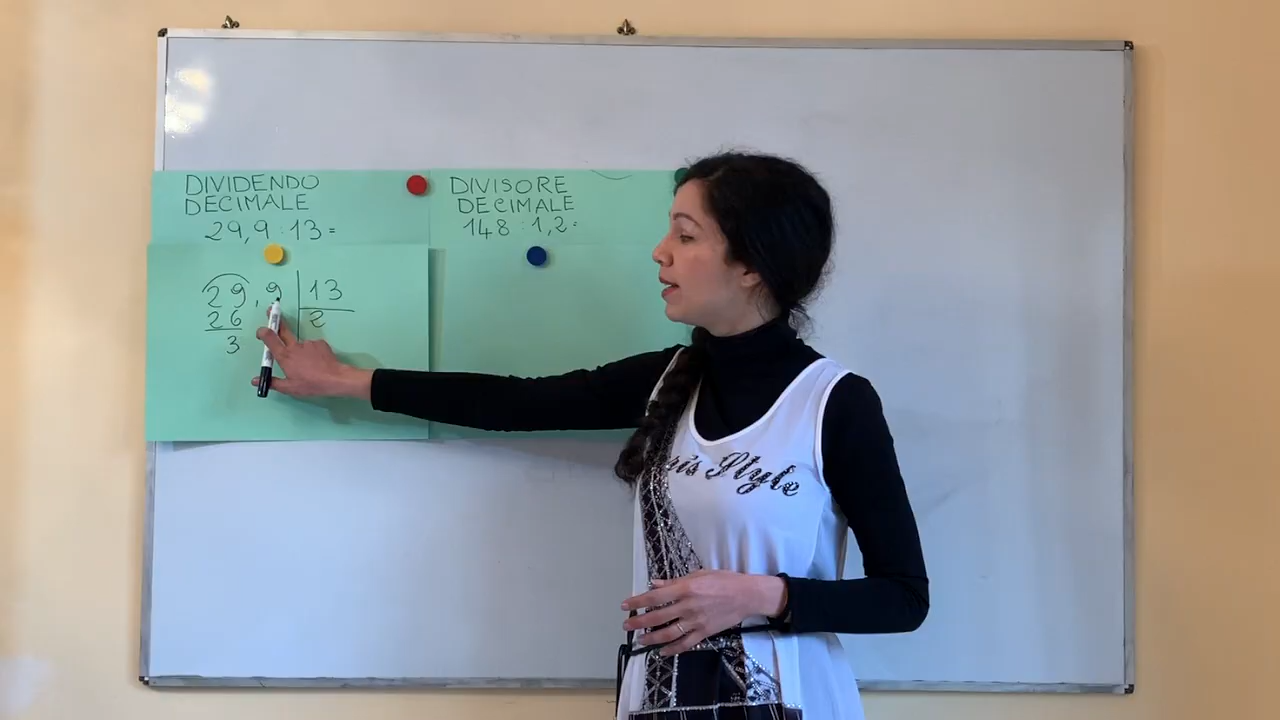 DIVIDENDO
DECIMALE
29,9:13=
29,9 13
26 2
3
DIVISORE
DECIMALE
148:1,2=
Style